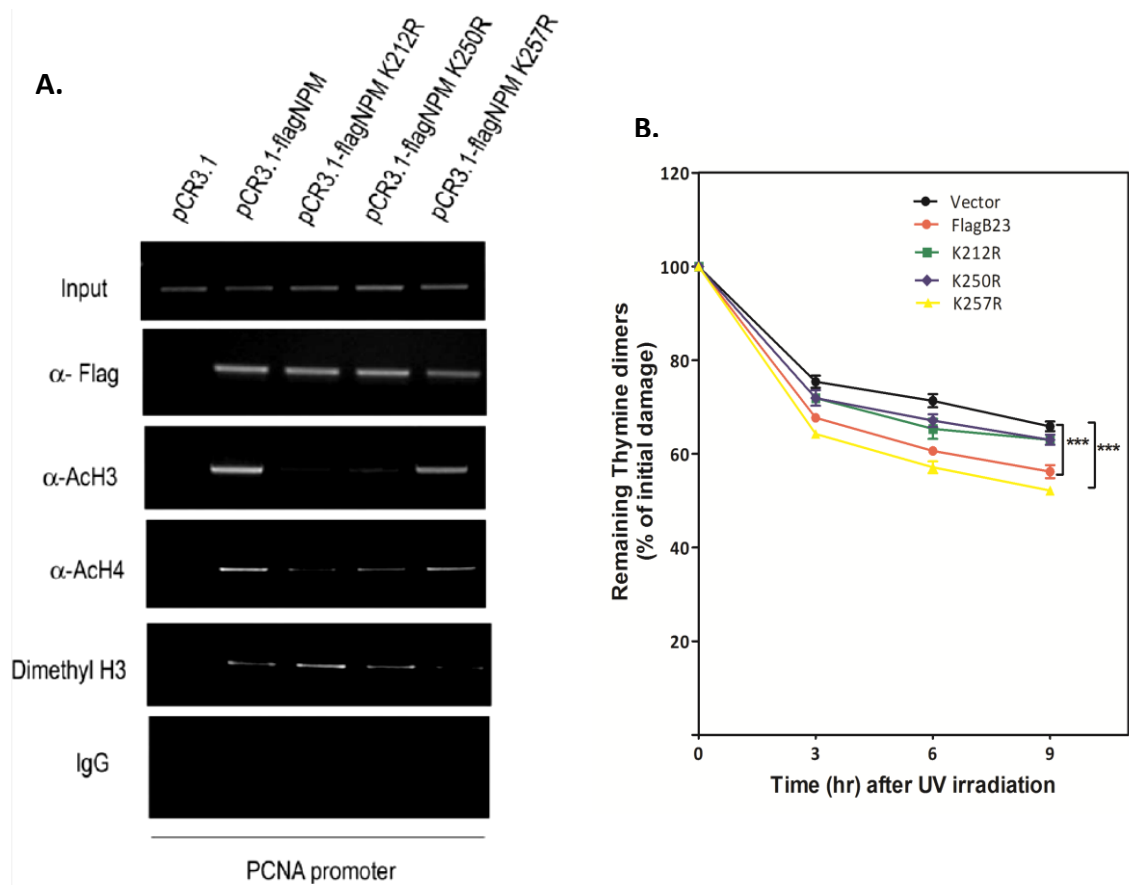 A.
pCR3.1
pCR3.1-flagNPM
pCR3.1-flagNPM K212R
pCR3.1-flagNPM K250R
pCR3.1-flagNPM K257R
Input
α- Flag
α-AcH3
α-AcH4
Dimethyl H3
IgG
PCNA promoter
B.
Remaining Thymine dimers
(% of initial damage)
120
100
80
60
40
20
Vector
FlagB23
K212R
K250R
K257R
***
***
0 3 6 9
Time (hr) after UV irradiation